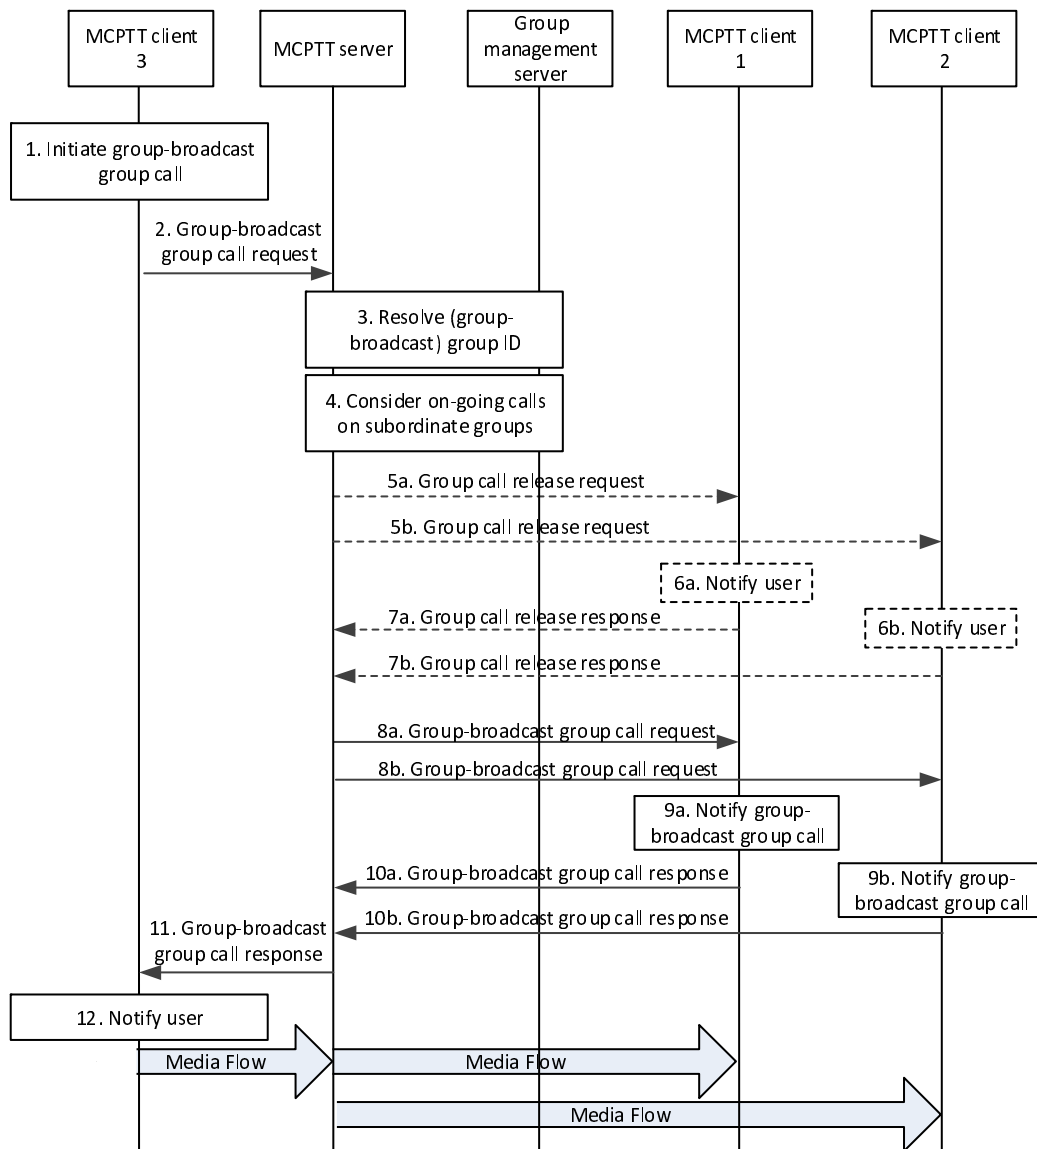 MCPTT client
3
MCPTT server
Group
management
server
MCPTT client
1
MCPTT client
2
1. Initiate group-broadcast
group call
2. Group-broadcast
group call request
3. Resolve (group-
broadcast) group ID
4. Consider on-going calls
on subordinate groups
5a. Group call release request
5b. Group call release request
6a. Notify user
7a. Group call release response
6b. Notify user
7b. Group call release response
8a. Group-broadcast group call request
8b. Group-broadcast group call request
9a. Notify group-
broadcast group call
10a. Group-broadcast group call response
9b. Notify group-
broadcast group call
10b. Group-broadcast group call response
11. Group-broadcast
group call response
12. Notify user
Media Flow
Media Flow
Media Flow